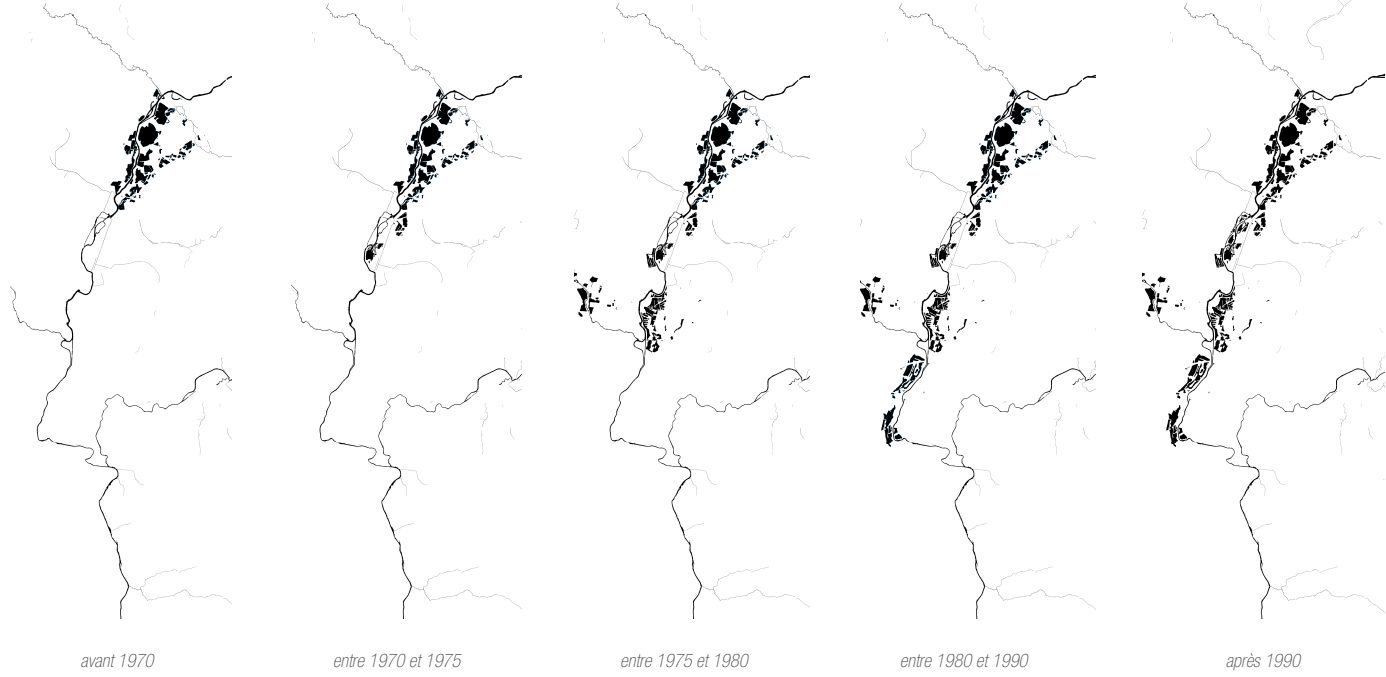 avant 1970
entre 1970 et 1975
entre 1975 et 1980
entre 1980 et 1990
après 1990